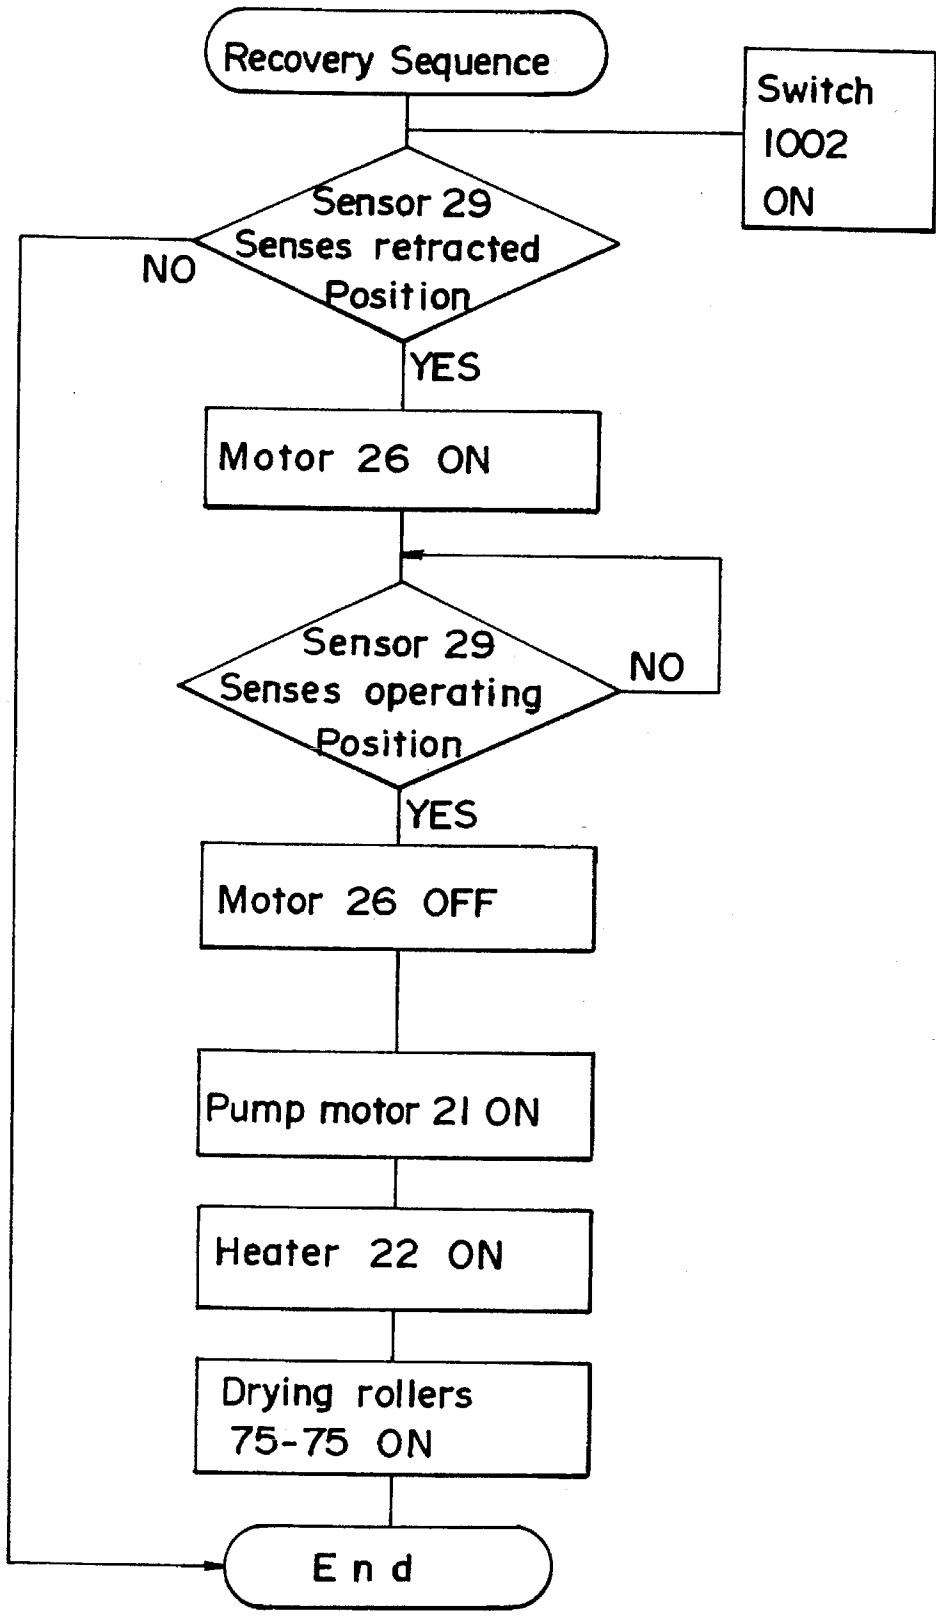 Recovery Sequence
Switch
1002
ON
Sensor 29
Senses retracted
Position
NO
YES
Motor 26 ON
Sensor 29
Senses operating
Position
NO
YES
Motor 26 OFF
Pump motor 21 ON
Heater 22 ON
Drying rollers
75-75 ON
End